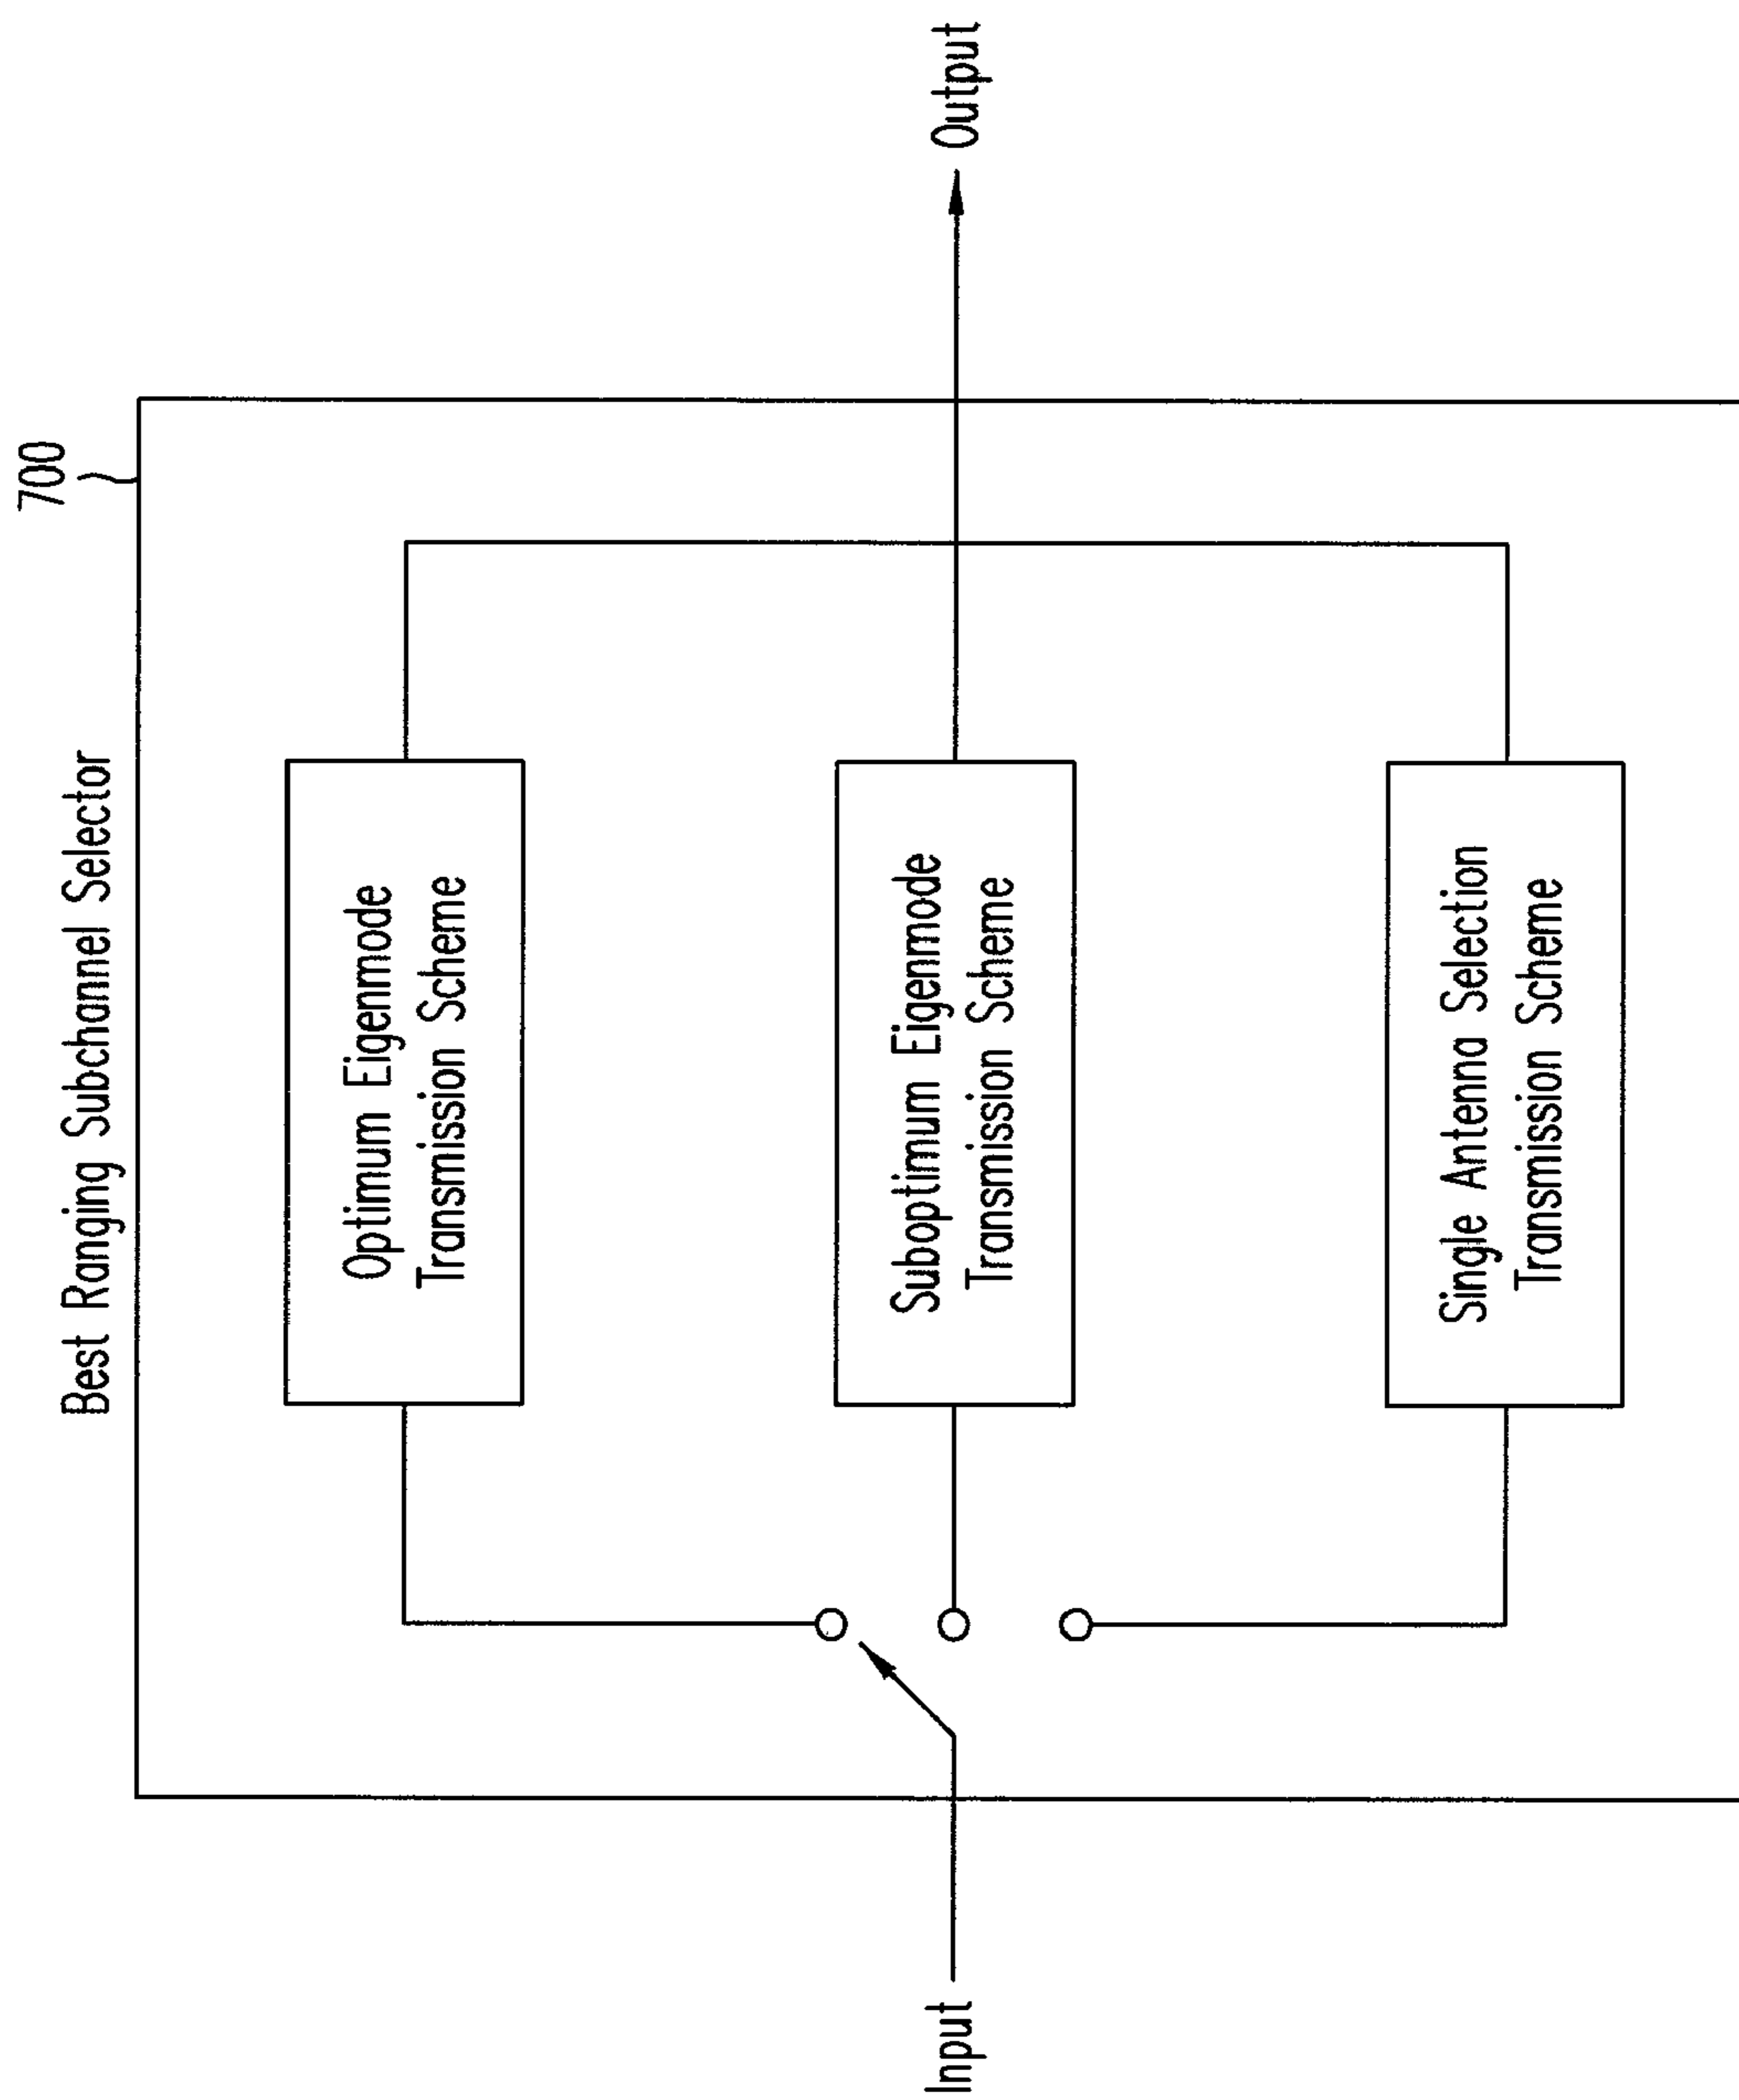 700
Best Ranging Subchannel Selector
Optimum Eigenmode
Transmission Scheme
Suboptimum Eigenmode
Transmission Scheme
Single Antenna Selection
Transmission Scheme
Input
Output